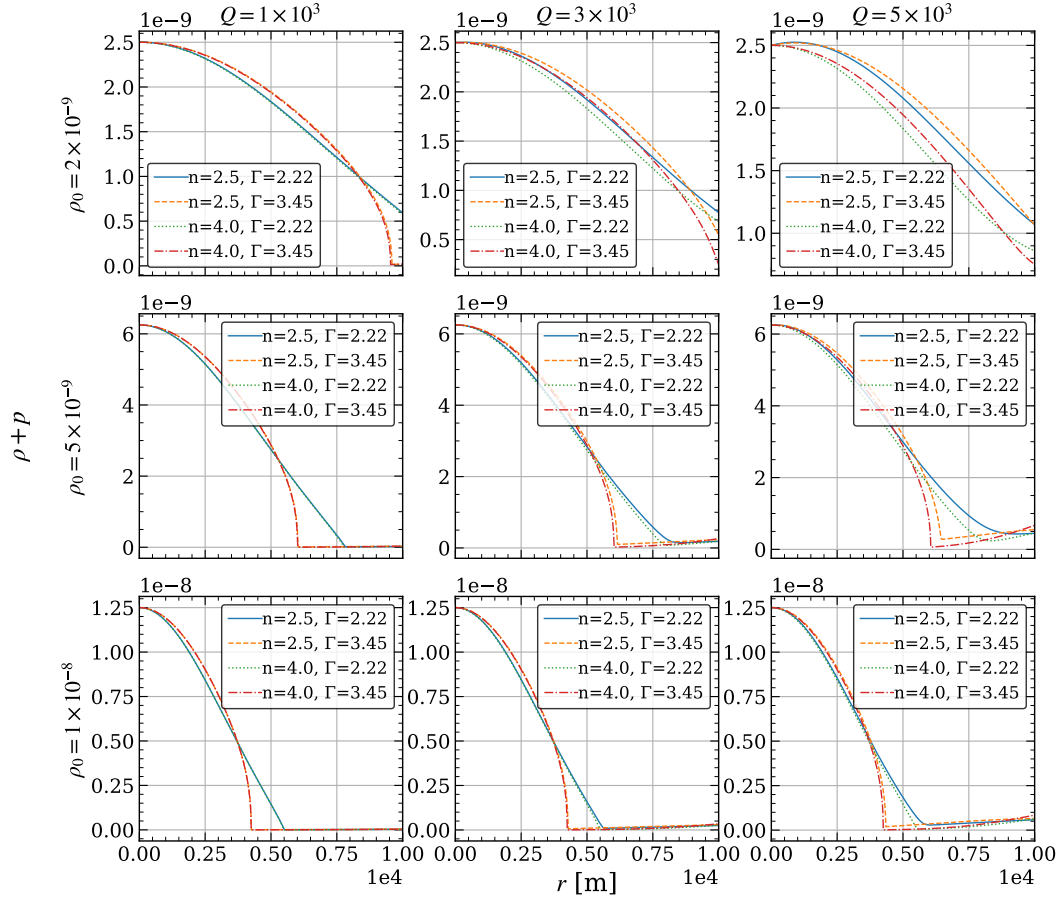 Q = 1 × 10³ Q = 3 × 10³ Q = 5 × 10³
1e−9 1e−9 1e−9
ρ + p
ρ₀ = 2 × 10⁻⁹
2.5
2.0
1.5
1.0
0.5
0.0
n=2.5, Γ=2.22
n=2.5, Γ=3.45
n=4.0, Γ=2.22
n=4.0, Γ=3.45
2.5
2.0
1.5
1.0
0.5
n=2.5, Γ=2.22
n=2.5, Γ=3.45
n=4.0, Γ=2.22
n=4.0, Γ=3.45
2.5
2.0
1.5
1.0
n=2.5, Γ=2.22
n=2.5, Γ=3.45
n=4.0, Γ=2.22
n=4.0, Γ=3.45
1e−9 1e−9 1e−9
ρ₀ = 5 × 10⁻⁹
6
4
2
0
n=2.5, Γ=2.22
n=2.5, Γ=3.45
n=4.0, Γ=2.22
n=4.0, Γ=3.45
6
4
2
0
n=2.5, Γ=2.22
n=2.5, Γ=3.45
n=4.0, Γ=2.22
n=4.0, Γ=3.45
6
4
2
0
n=2.5, Γ=2.22
n=2.5, Γ=3.45
n=4.0, Γ=2.22
n=4.0, Γ=3.45
1e−8 1e−8 1e−8
ρ₀ = 1 × 10⁻⁸
1.25
1.00
0.75
0.50
0.25
0.00
n=2.5, Γ=2.22
n=2.5, Γ=3.45
n=4.0, Γ=2.22
n=4.0, Γ=3.45
1.25
1.00
0.75
0.50
0.25
0.00
n=2.5, Γ=2.22
n=2.5, Γ=3.45
n=4.0, Γ=2.22
n=4.0, Γ=3.45
1.25
1.00
0.75
0.50
0.25
0.00
n=2.5, Γ=2.22
n=2.5, Γ=3.45
n=4.0, Γ=2.22
n=4.0, Γ=3.45
0.00 0.25 0.50 0.75 1.00 0.00 0.25 0.50 0.75 1.00 0.00 0.25 0.50 0.75 1.00
1e4 1e4 1e4
r [m]